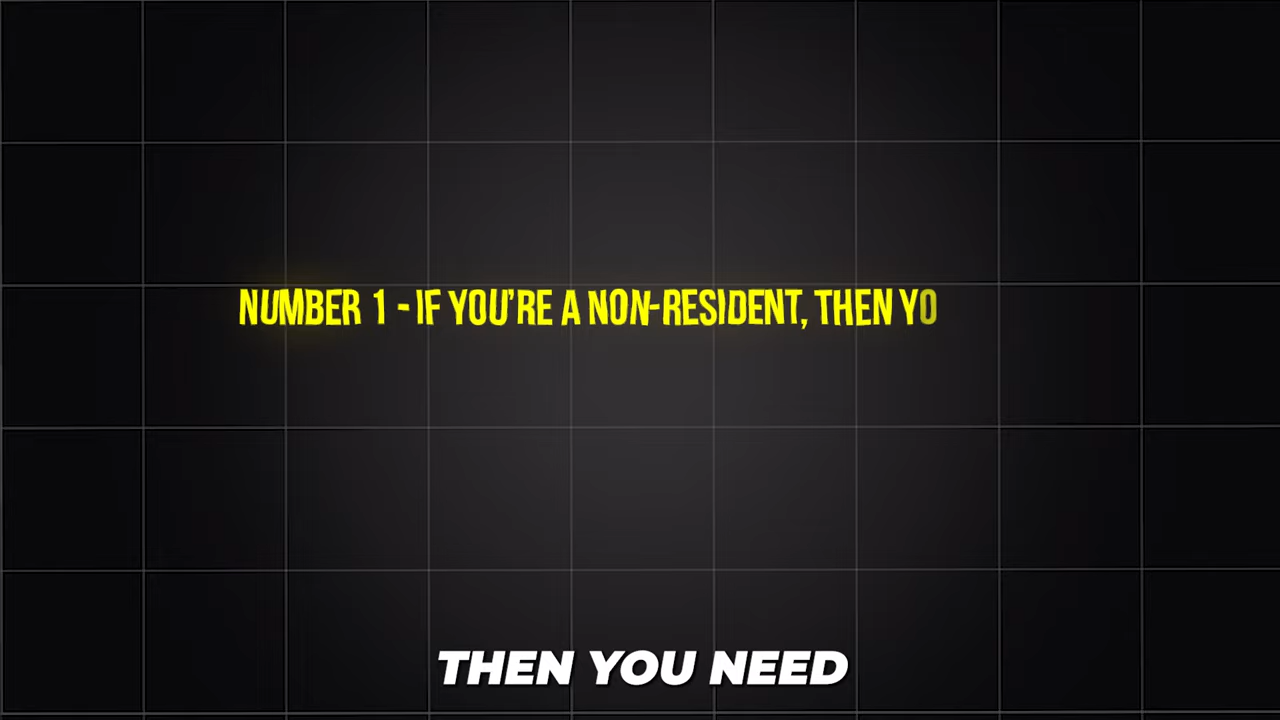 NUMBER 1 - IF YOU'RE A NON-RESIDENT, THEN YO
THEN YOU NEED